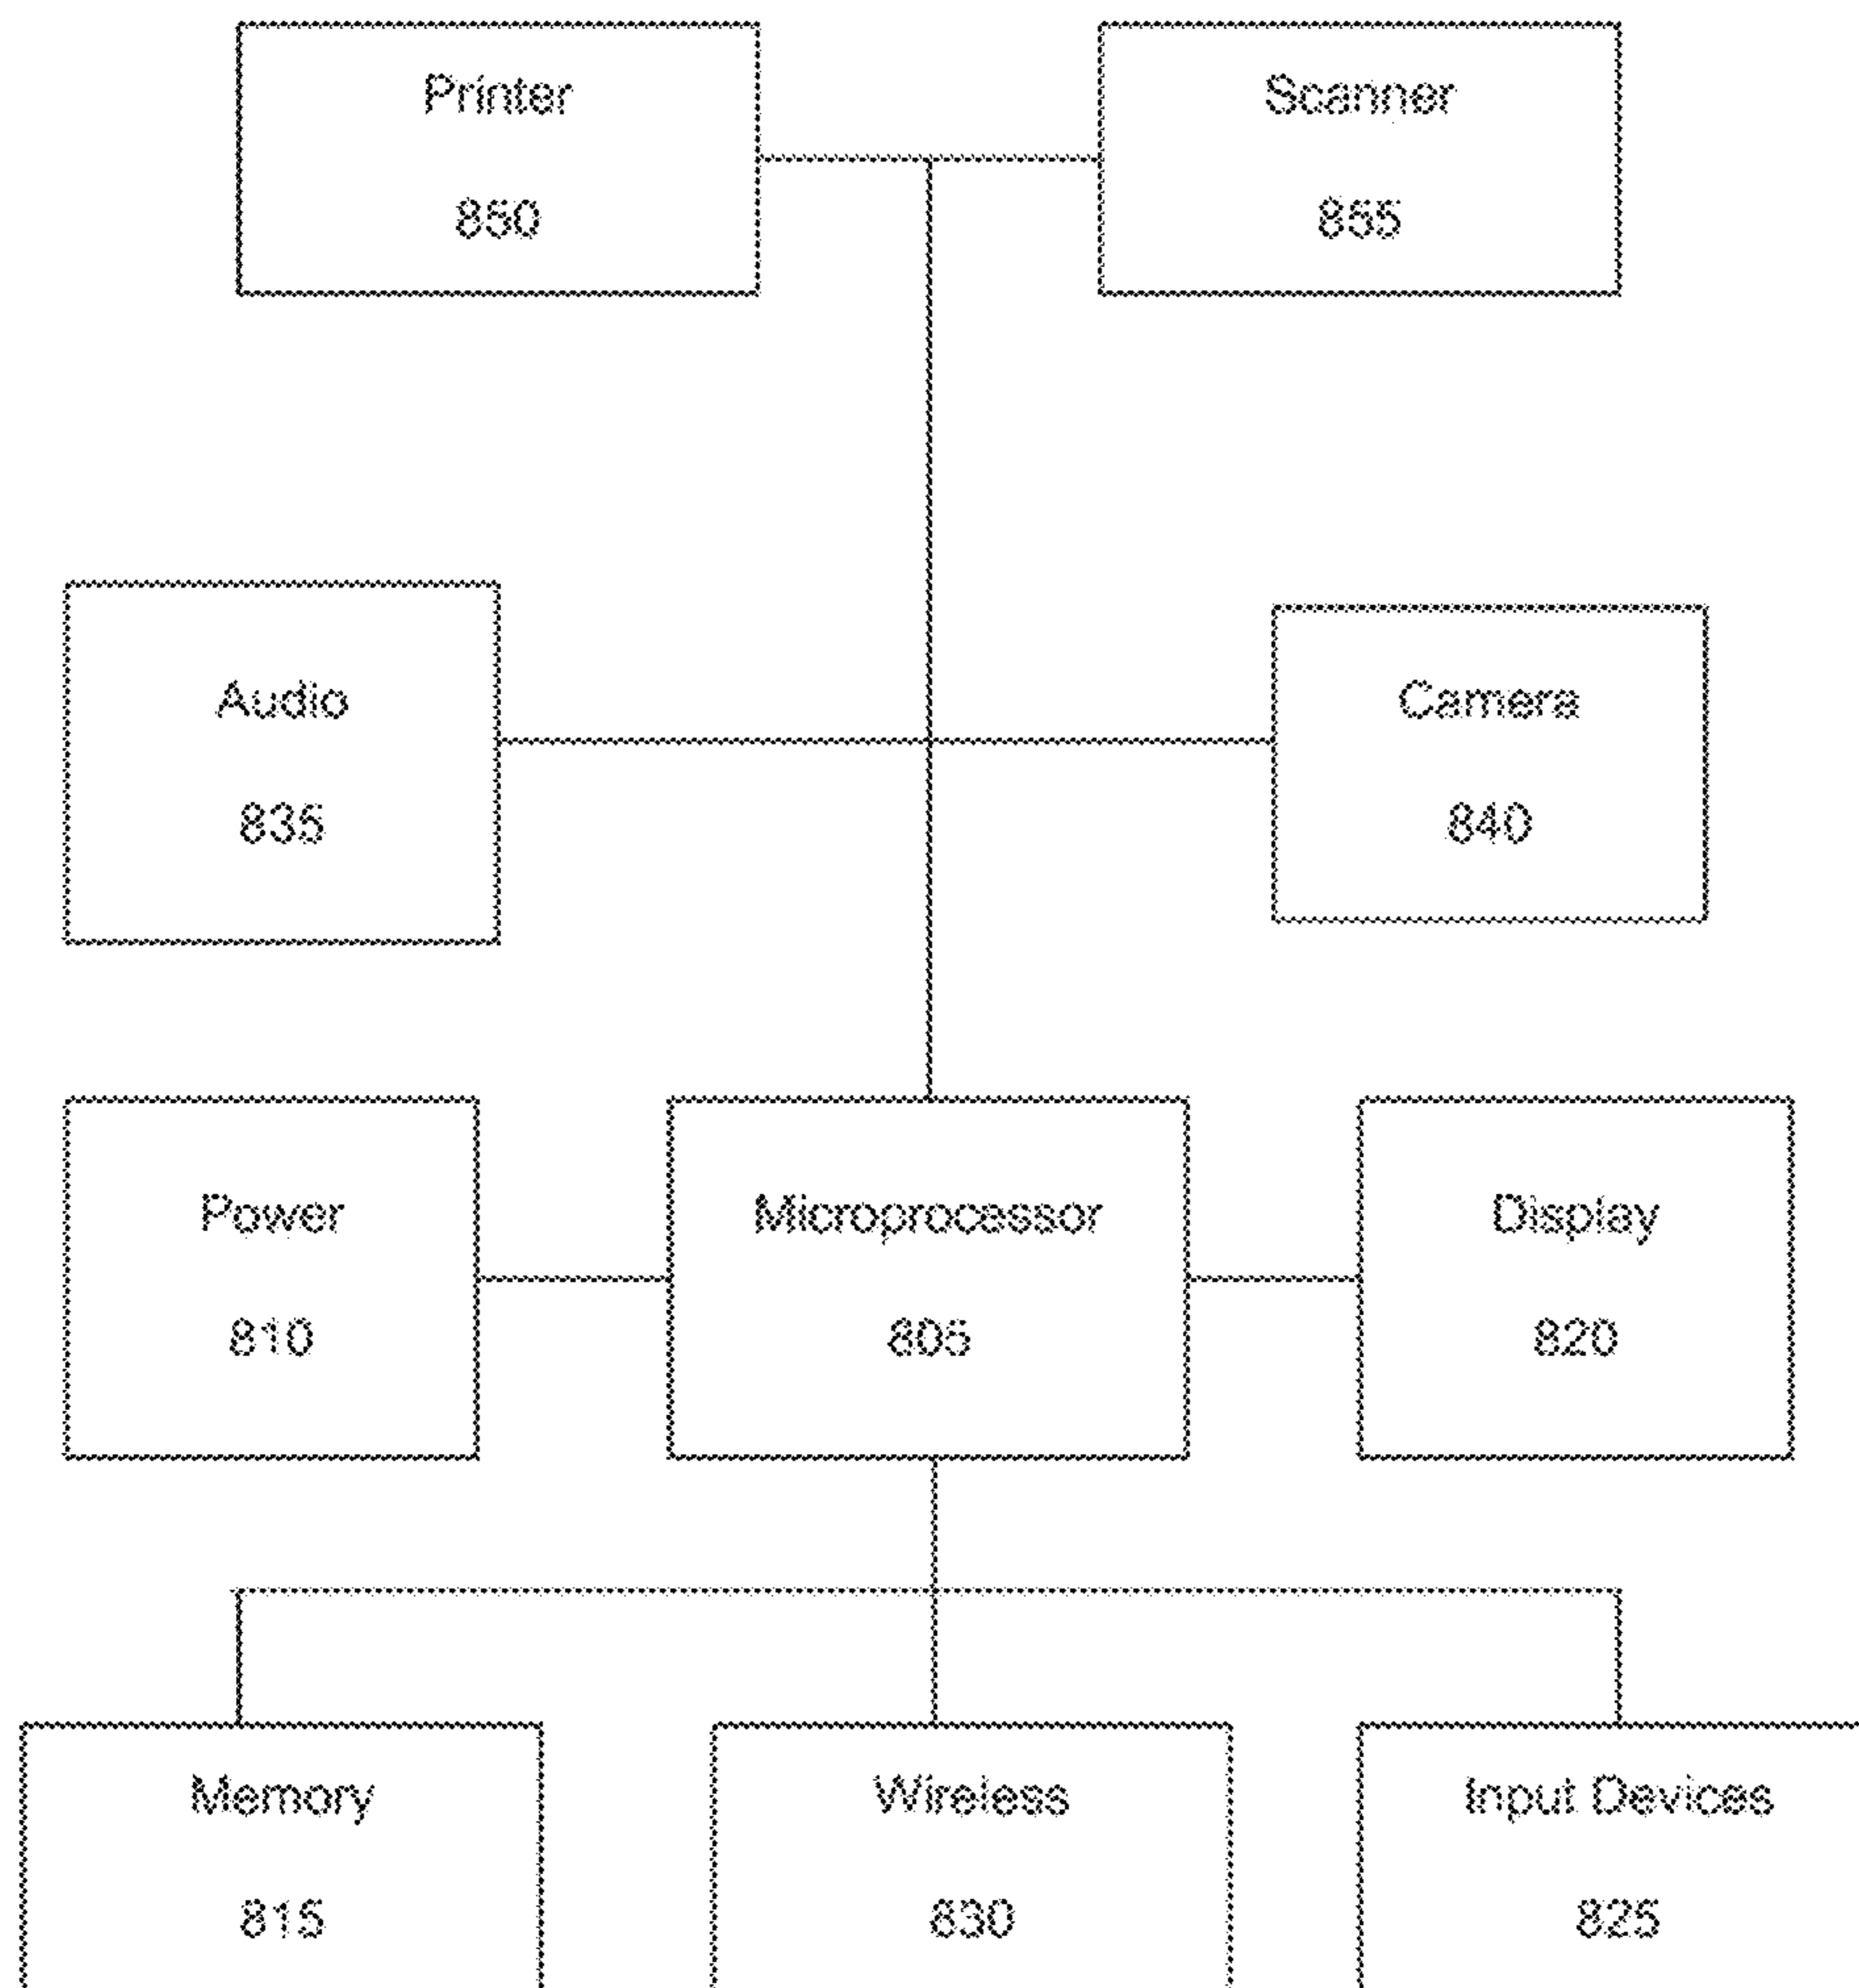 Printer
850
Scanner
855
Audio
835
Camera
840
Power
810
Microprocessor
805
Display
820
Memory
815
Wireless
830
Input Devices
825